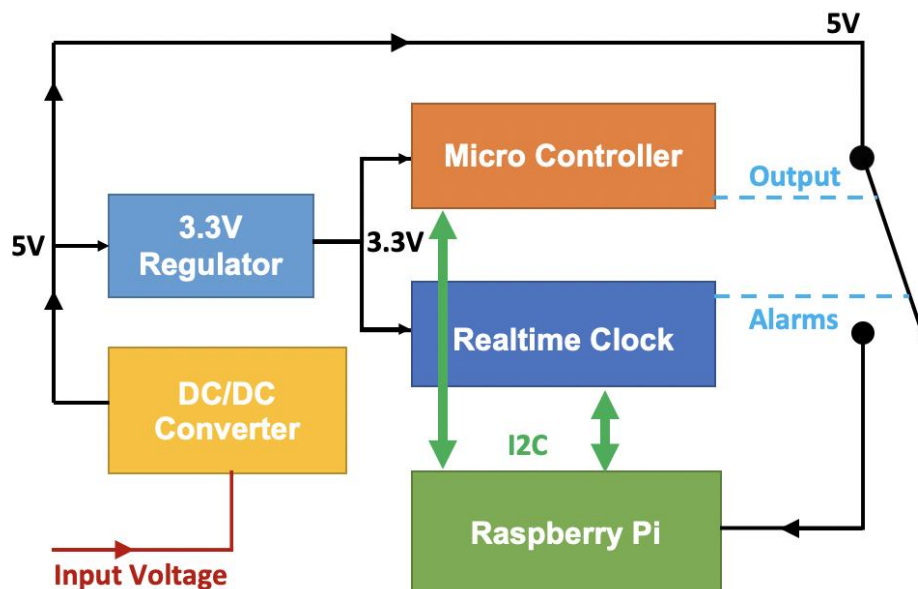 5V
Micro Controller
Output
3.3V
Regulator
5V
3.3V
Realtime Clock
Alarms
DC/DC
Converter
I2C
Raspberry Pi
Input Voltage